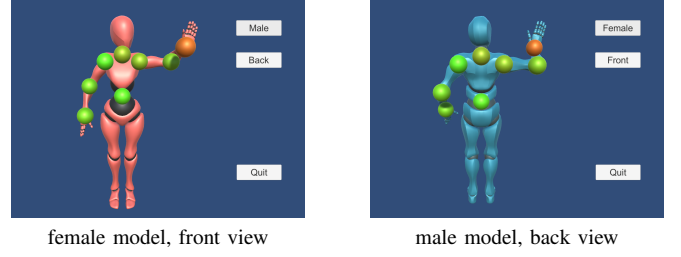 Male
Back
Quit
female model, front view
Female
Front
Quit
male model, back view